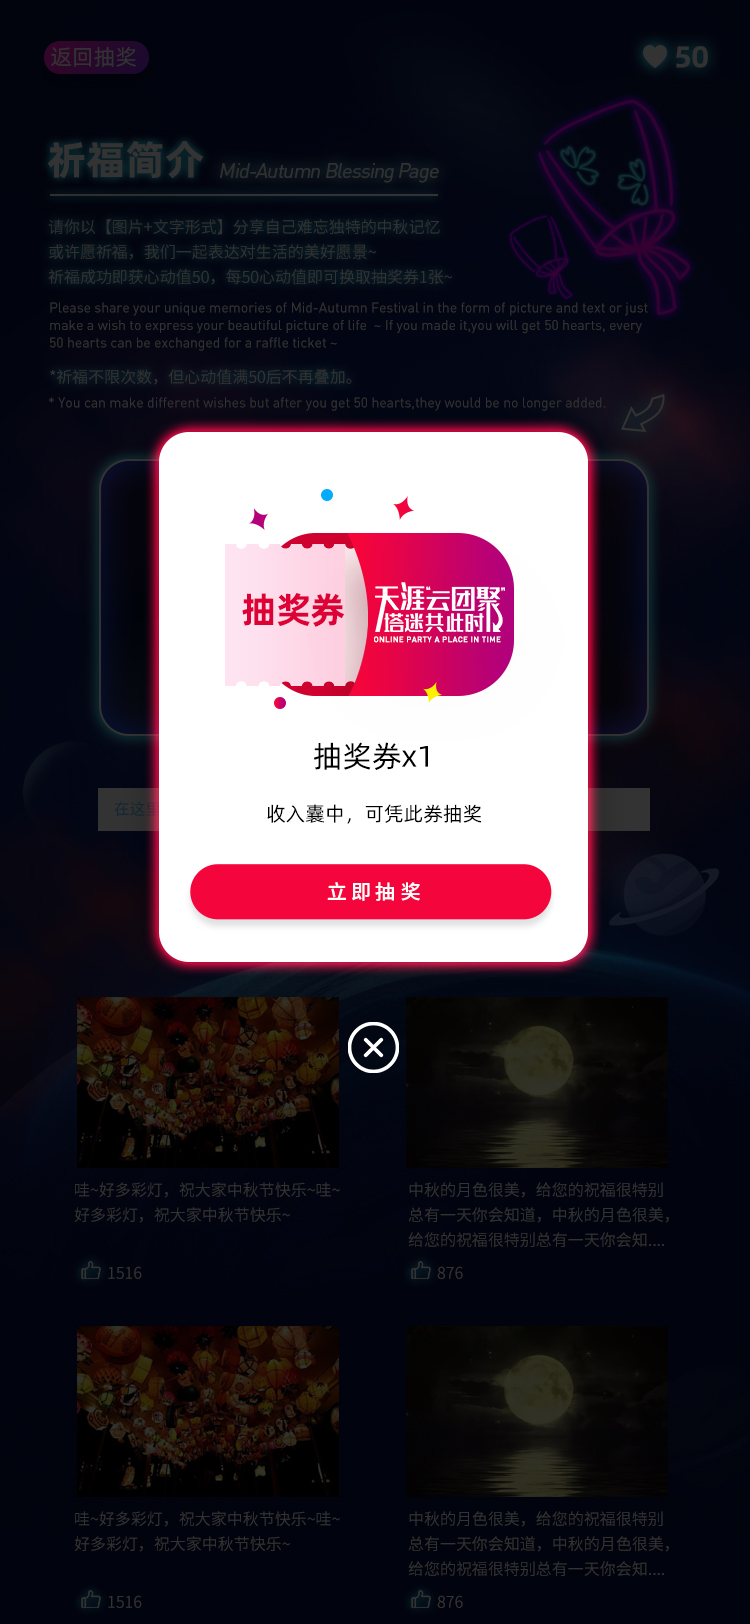 返回抽奖
50
祈福简介 Mid-Autumn Blessing Page
请你以【图片+文字形式】分享自己难忘独特的中秋记忆
或许愿祈福，我们一起表达对生活的美好愿景~
祈福成功即获心动值50，每50心动值即可换取抽奖券1张~
Please share your unique memories of Mid-Autumn Festival in the form of picture and text or just
make a wish to express your beautiful picture of life ~ If you made it,you will get 50 hearts, every
50 hearts can be exchanged for a raffle ticket ~
*祈福不限次数，但心动值满50后不再叠加。
* You can make different wishes but after you get 50 hearts,they would be no longer added.
抽奖券
天涯“云团聚”
塔迷共此时
ONLINE PARTY A PLACE IN TIME
抽奖券x1
在这里
收入囊中，可凭此券抽奖
立即抽奖
哇~好多彩灯，祝大家中秋节快乐~哇~
好多彩灯，祝大家中秋节快乐~
1516
中秋的月色很美，给您的祝福很特别
总有一天你会知道，中秋的月色很美，
给您的祝福很特别总有一天你会知....
876
哇~好多彩灯，祝大家中秋节快乐~哇~
好多彩灯，祝大家中秋节快乐~
1516
中秋的月色很美，给您的祝福很特别
总有一天你会知道，中秋的月色很美，
给您的祝福很特别总有一天你会知....
876